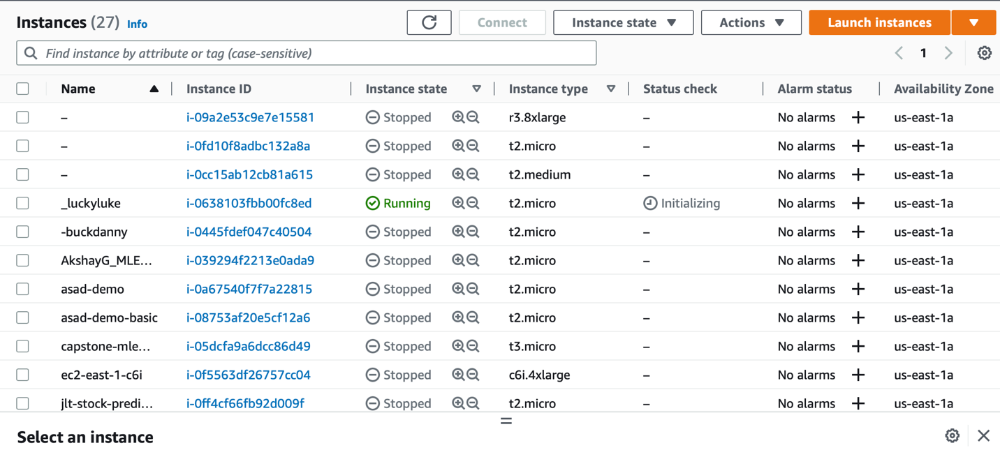 Instances (27) Info Connect Instance state Actions Launch instances
Find instance by attribute or tag (case-sensitive) 1
Name Instance ID Instance state Instance type Status check Alarm status Availability Zone
– i-09a2e53c9e7e15581 Stopped r3.8xlarge – No alarms + us-east-1a
– i-0fd10f8adbc132a8a Stopped t2.micro – No alarms + us-east-1a
– i-0cc15ab12cb81a615 Stopped t2.medium – No alarms + us-east-1a
_luckyluke i-0638103fbb00fc8ed Running t2.micro Initializing No alarms + us-east-1a
-buckdanny i-0445fdef047c40504 Stopped t2.micro – No alarms + us-east-1a
AkshayG_MLE... i-039294f2213e0ada9 Stopped t2.micro – No alarms + us-east-1a
asad-demo i-0a67540f7f7a22815 Stopped t2.micro – No alarms + us-east-1a
asad-demo-basic i-08753af20e5cf12a6 Stopped t2.micro – No alarms + us-east-1a
capstone-mle... i-05dcfa9a6dcc86d49 Stopped t3.micro – No alarms + us-east-1a
ec2-east-1-c6i i-0f5563df26757cc04 Stopped c6i.4xlarge – No alarms + us-east-1a
jlt-stock-predi... i-0ff4cf66fb92d009f Stopped t2.micro – No alarms + us-east-1a
Select an instance